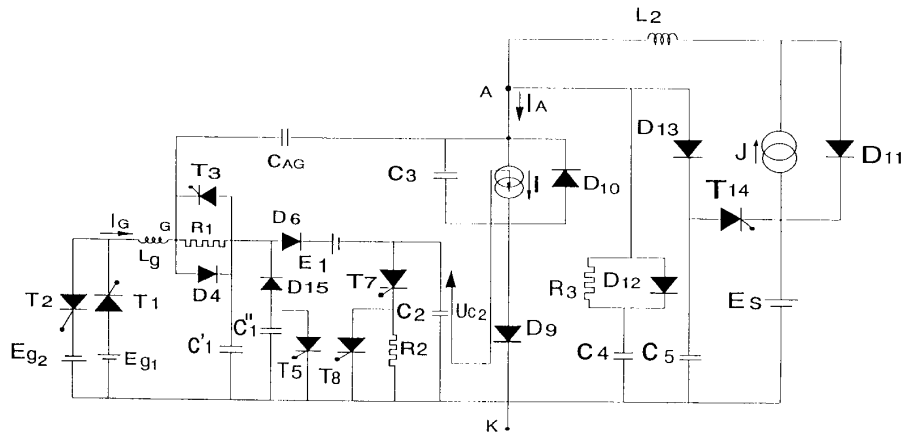 L2
A
IA
D13
CAG
C3
I
D10
J
D11
T3
T14
IG
G
R1
D6
Lg
E1
T7
R3
D12
T2
T1
D4
D15
C2
UC2
D9
ES
C'1
C''1
Eg2
Eg1
T5
T8
R2
C4
C5
K